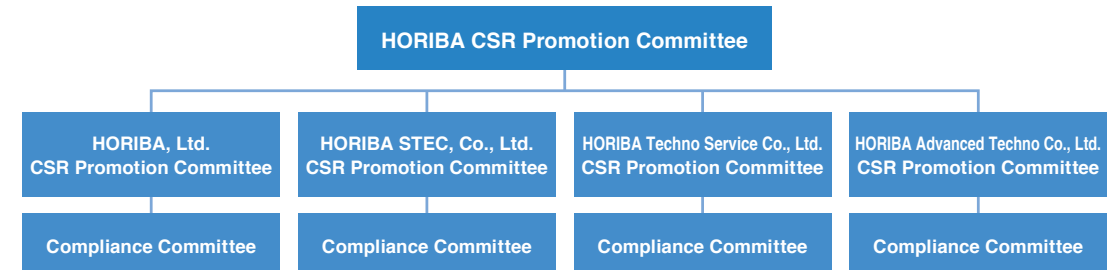 HORIBA CSR Promotion Committee
HORIBA, Ltd.
CSR Promotion Committee
HORIBA STEC, Co., Ltd.
CSR Promotion Committee
HORIBA Techno Service Co., Ltd.
CSR Promotion Committee
HORIBA Advanced Techno Co., Ltd.
CSR Promotion Committee
Compliance Committee
Compliance Committee
Compliance Committee
Compliance Committee